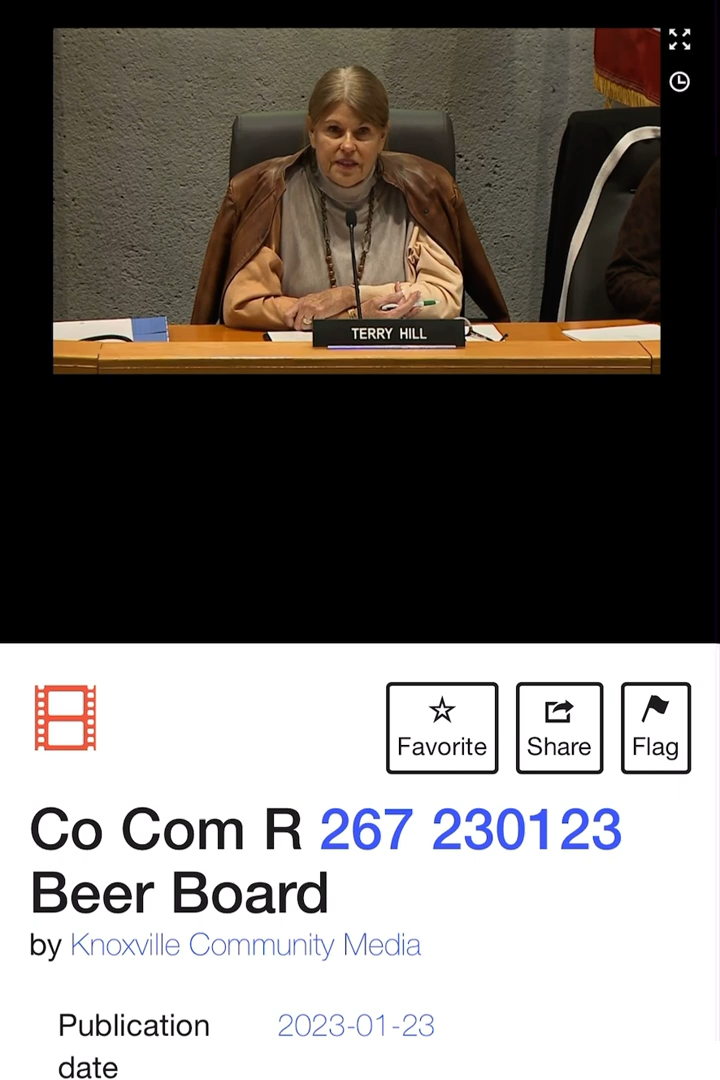 TERRY HILL
Favorite
Share
Flag
Co Com R 267 230123
Beer Board
by Knoxville Community Media
Publication 2023-01-23
date